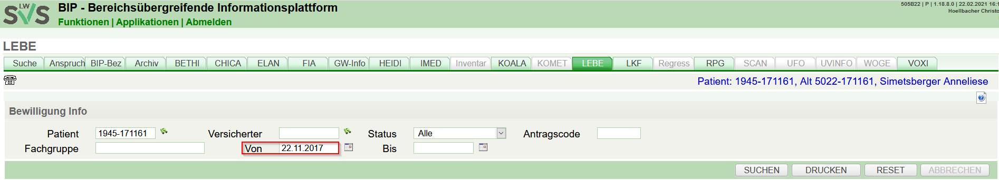 LW
SVS
BIP - Bereichsübergreifende Informationsplattform
505B22 | P | 1.18.8.0 | 22.02.2021 16:1
Hoellbacher Christo
Funktionen | Applikationen | Abmelden
LEBE
Suche Anspruch BIP-Bez Archiv BETHI CHICA ELAN FIA GW-Info HEIDI IMED Inventar KOALA KOMET LEBE LKF Regress RPG SCAN UFO UVINFO WOGE VOXI
Patient: 1945-171161, Alt 5022-171161, Simetsberger Anneliese
Bewilligung Info
Patient 1945-171161 Versicherter Status Alle Antragscode
Fachgruppe Von 22.11.2017 Bis
SUCHEN DRUCKEN RESET ABBRECHEN